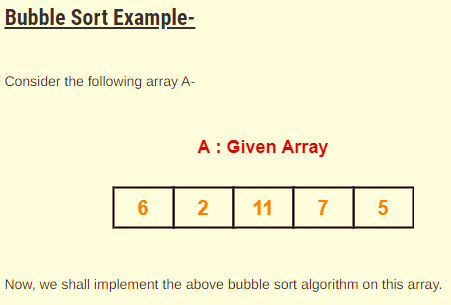 Bubble Sort Example-
Consider the following array A-
A : Given Array
6 2 11 7 5
Now, we shall implement the above bubble sort algorithm on this array.